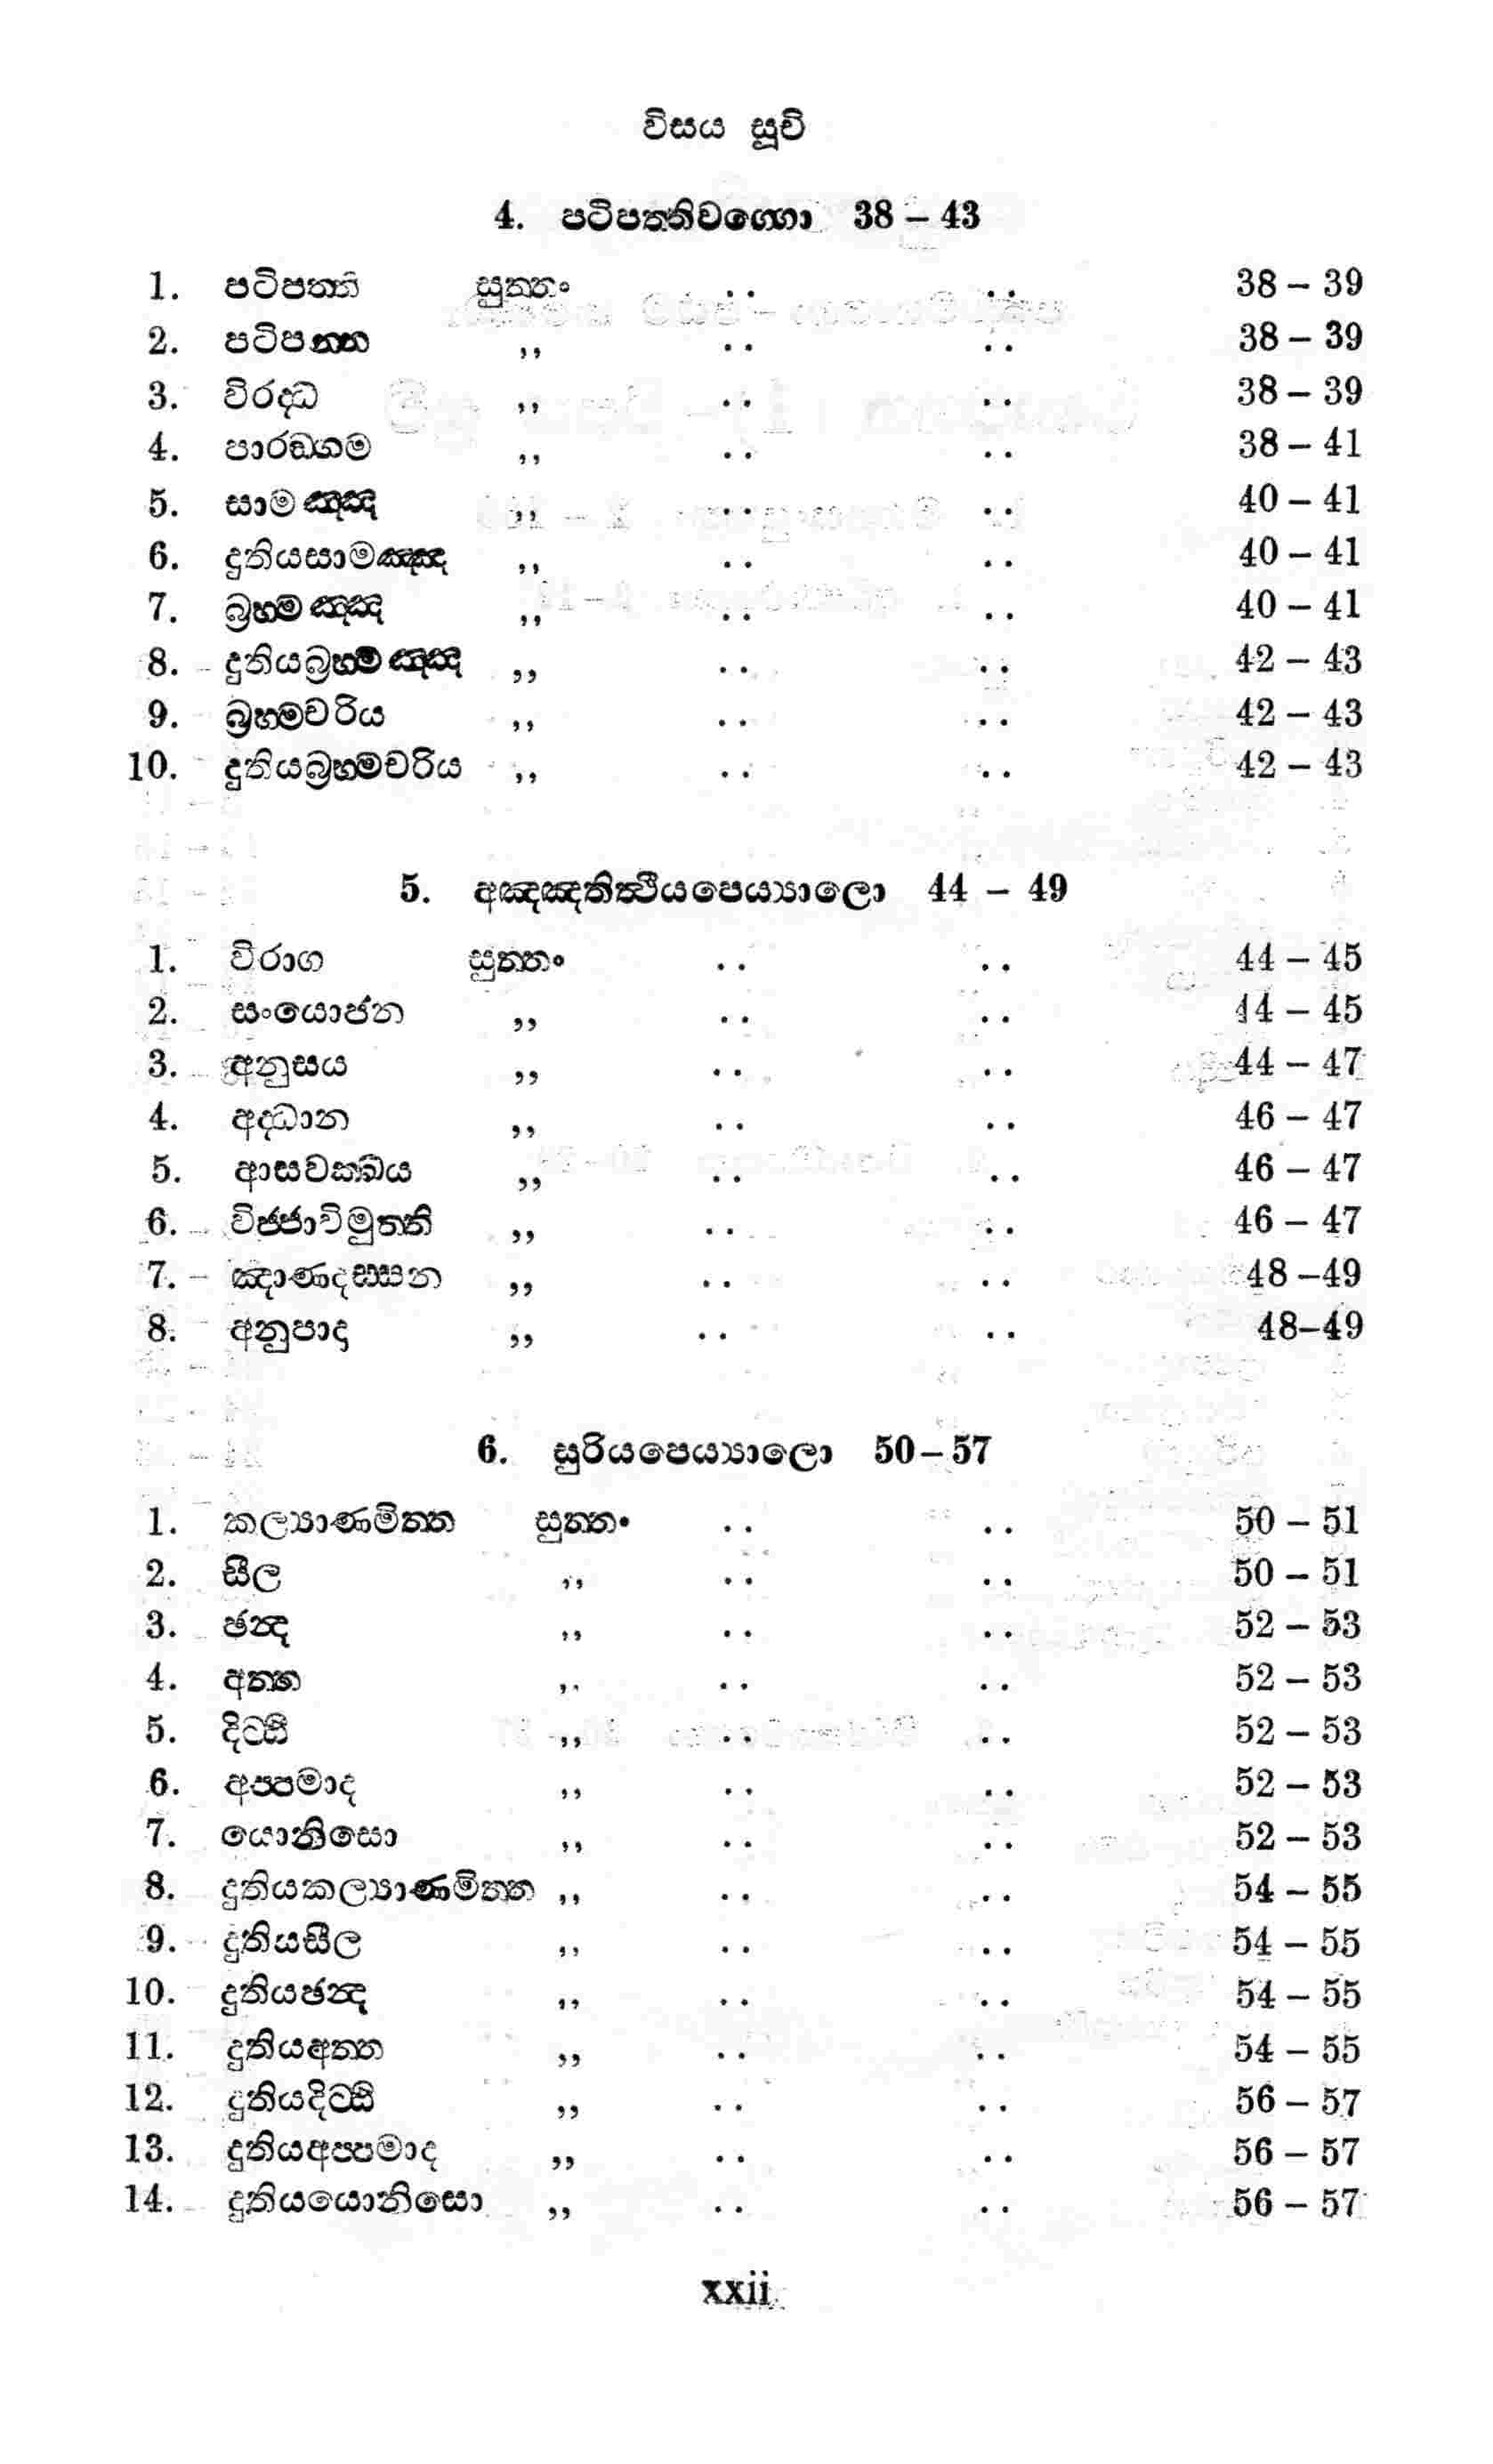 විසය සූචි
4. පටිපත්තිවග්ගො 38 – 43
1. පටිපත්ති සුත්තං .. .. 38 – 39
2. පටිපන්න ,, .. .. 38 – 39
3. විරද්ධ ,, .. .. 38 – 39
4. පාරඞ්ගම ,, .. .. 38 – 41
5. සාමඤ්ඤ ,, .. .. 40 – 41
6. දුතියසාමඤ්ඤ ,, .. .. 40 – 41
7. බ්‍රහ්මඤ්ඤ ,, .. .. 40 – 41
8. දුතියබ්‍රහ්මඤ්ඤ ,, .. .. 42 – 43
9. බ්‍රහ්මචරිය ,, .. .. 42 – 43
10. දුතියබ්‍රහ්මචරිය ,, .. .. 42 – 43
5. අඤ්ඤතිත්ථියපෙය්‍යාලො 44 – 49
1. විරාග සුත්තං .. .. 44 – 45
2. සංයොජන ,, .. .. 44 – 45
3. අනුසය ,, .. .. 44 – 47
4. අද්ධාන ,, .. .. 46 – 47
5. ආසවක්ඛය ,, .. .. 46 – 47
6. විජ්ජාවිමුත්ති ,, .. .. 46 – 47
7. ඤාණදස්සන ,, .. .. 48 –49
8. අනුපාදා ,, .. .. 48–49
6. සුරියපෙය්‍යාලො 50–57
1. කල්‍යාණමිත්ත සුත්තං .. .. 50 – 51
2. සීල ,, .. .. 50 – 51
3. ඡන්ද ,, .. .. 52 – 53
4. අත්ත ,, .. .. 52 – 53
5. දිට්ඨි ,, .. .. 52 – 53
6. අප්පමාද ,, .. .. 52 – 53
7. යොනිසො ,, .. .. 52 – 53
8. දුතියකල්‍යාණමිත්ත ,, .. .. 54 – 55
9. දුතියසීල ,, .. .. 54 – 55
10. දුතියඡන්ද ,, .. .. 54 – 55
11. දුතියඅත්ත ,, .. .. 54 – 55
12. දුතියදිට්ඨි ,, .. .. 56 – 57
13. දුතියඅප්පමාද ,, .. .. 56 – 57
14. දුතියයොනිසො ,, .. .. 56 – 57
xxii